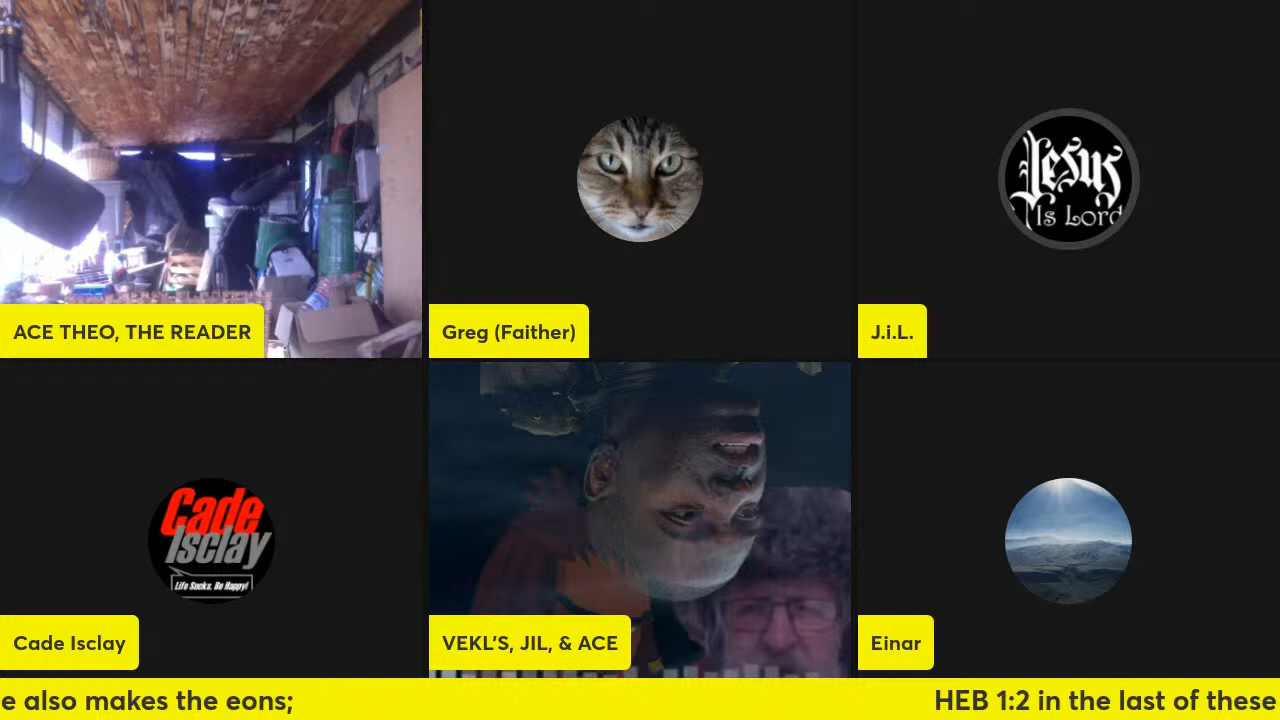 Jesus
Is Lord
ACE THEO, THE READER
Greg (Faither)
J.i.L.
Cade
Isclay
Life Sucks. Be Happy!
Cade Isclay
VEKL'S, JIL, & ACE
Einar
e also makes the eons;
HEB 1:2 in the last of these